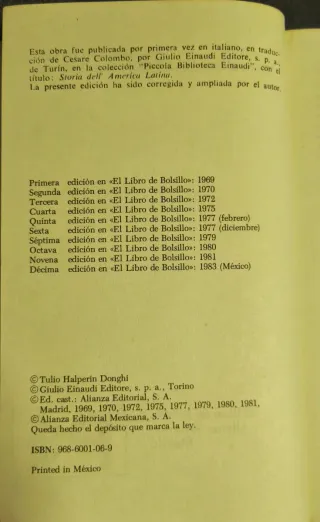 Esta obra fue publicada por primera vez en italiano, en traduc-
ción de Cesare Colombo, por Giulio Einaudi Editore, s. p. a.,
de Turín, en la colección "Piccola Biblioteca Einaudi", con el
título: Storia dell' America Latina.
La presente edición ha sido corregida y ampliada por el autor.
Primera edición en «El Libro de Bolsillo»: 1969
Segunda edición en «El Libro de Bolsillo»: 1970
Tercera edición en «El Libro de Bolsillo»: 1972
Cuarta edición en «El Libro de Bolsillo»: 1975
Quinta edición en «El Libro de Bolsillo»: 1977 (febrero)
Sexta edición en «El Libro de Bolsillo»: 1977 (diciembre)
Séptima edición en «El Libro de Bolsillo»: 1979
Octava edición en «El Libro de Bolsillo»: 1980
Novena edición en «El Libro de Bolsillo»: 1981
Décima edición en «El Libro de Bolsillo»: 1983 (México)
© Tulio Halperin Donghi
© Giulio Einaudi Editore, s. p. a., Torino
© Ed. cast.: Alianza Editorial, S. A.
Madrid, 1969, 1970, 1972, 1975, 1977, 1979, 1980, 1981,
© Alianza Editorial Mexicana, S. A.
Queda hecho el depósito que marca la ley.
ISBN: 968-6001-06-9
Printed in México